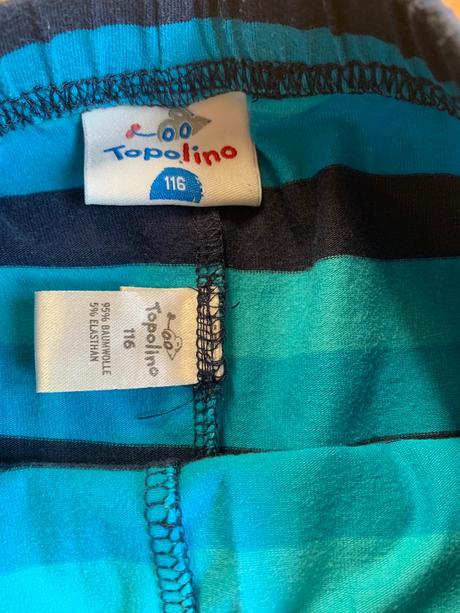 Topolino
116
Topolino
116
95% BAUMWOLLE
5% ELASTHAN